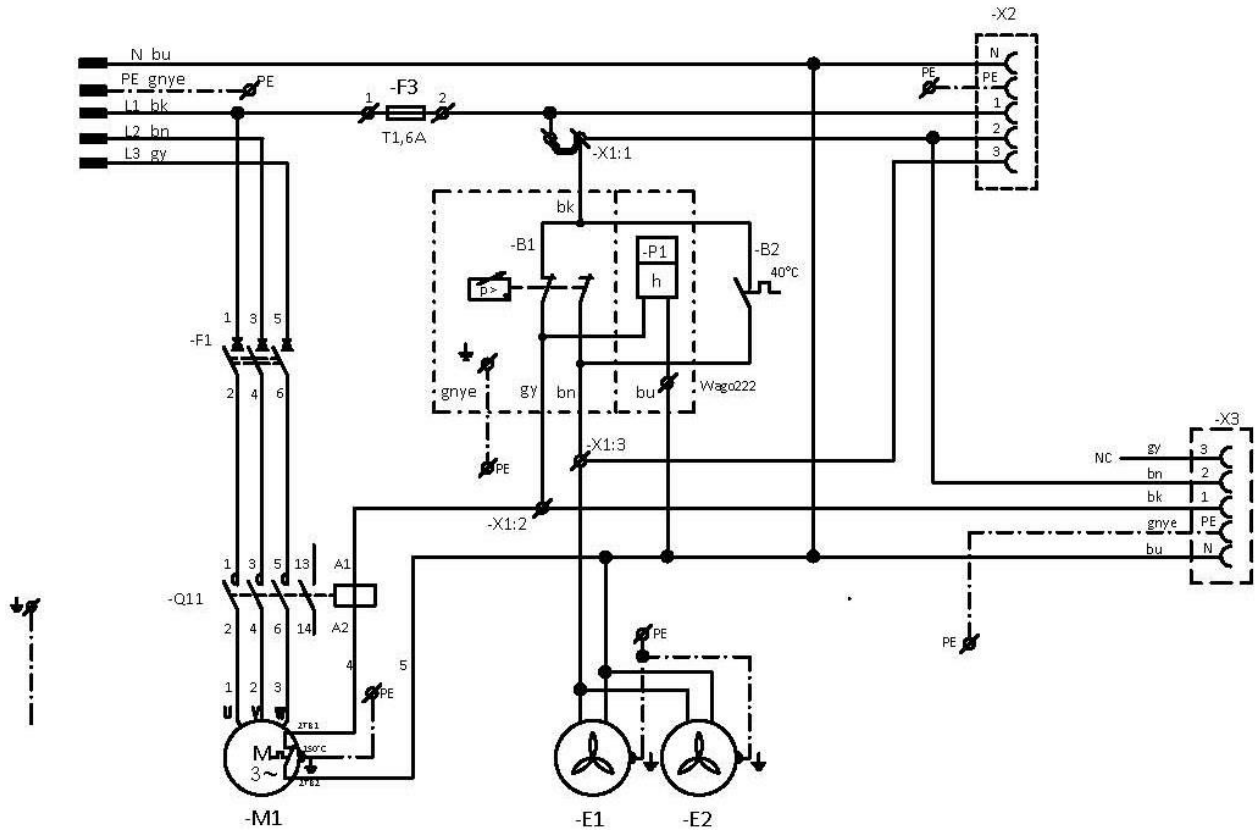 -X2
N bu
N
PE gnye
PE
PE
PE
L1 bk
1
-F3
2
1
T1,6A
L2 bn
-X1:1
2
L3 gy
3
bk
-B1
-P1
-B2
h
40°C
p>
1 3 5
-F1
2 4 6
gnye
gy
bn
bu
Wago222
-X3
-X1:3
PE
NC
gy
3
bn
2
-X1:2
bk
1
gnye
PE
bu
N
1 3 5 13 A1
-Q11
2 4 6 14 A2
PE
PE
4
5
1 2 3
PE
U V W
2TB1
M
150°C
3~
2TB2
-M1
-E1
-E2